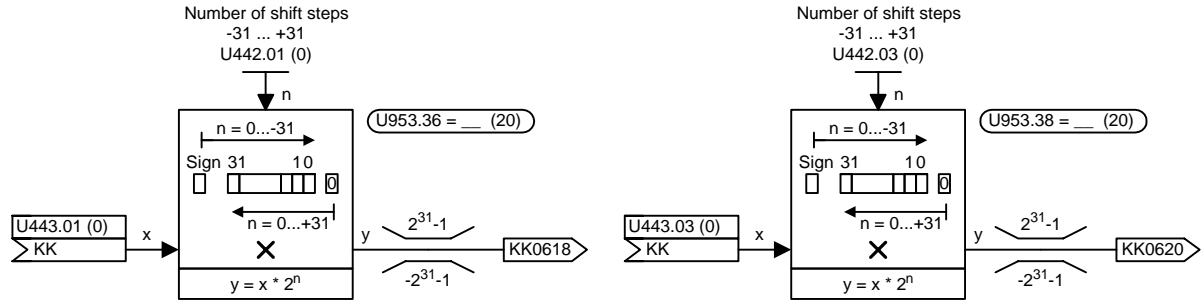 Number of shift steps
-31 ... +31
U442.01 (0)
n
U953.36 = __ (20)
n = 0...-31
Sign 31 1 0
0
n = 0...+31
U443.01 (0)
KK
x
y
2^31-1
-2^31-1
KK0618
y = x * 2^n
Number of shift steps
-31 ... +31
U442.03 (0)
n
U953.38 = __ (20)
n = 0...-31
Sign 31 1 0
0
n = 0...+31
U443.03 (0)
KK
x
y
2^31-1
-2^31-1
KK0620
y = x * 2^n